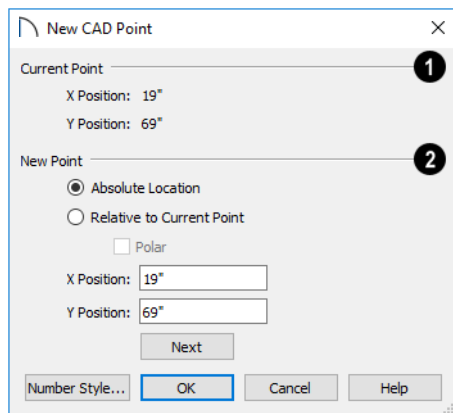 New CAD Point
Current Point
1
X Position: 19"
Y Position: 69"
New Point
2
Absolute Location
Relative to Current Point
Polar
X Position: 19"
Y Position: 69"
Next
Number Style... OK Cancel Help